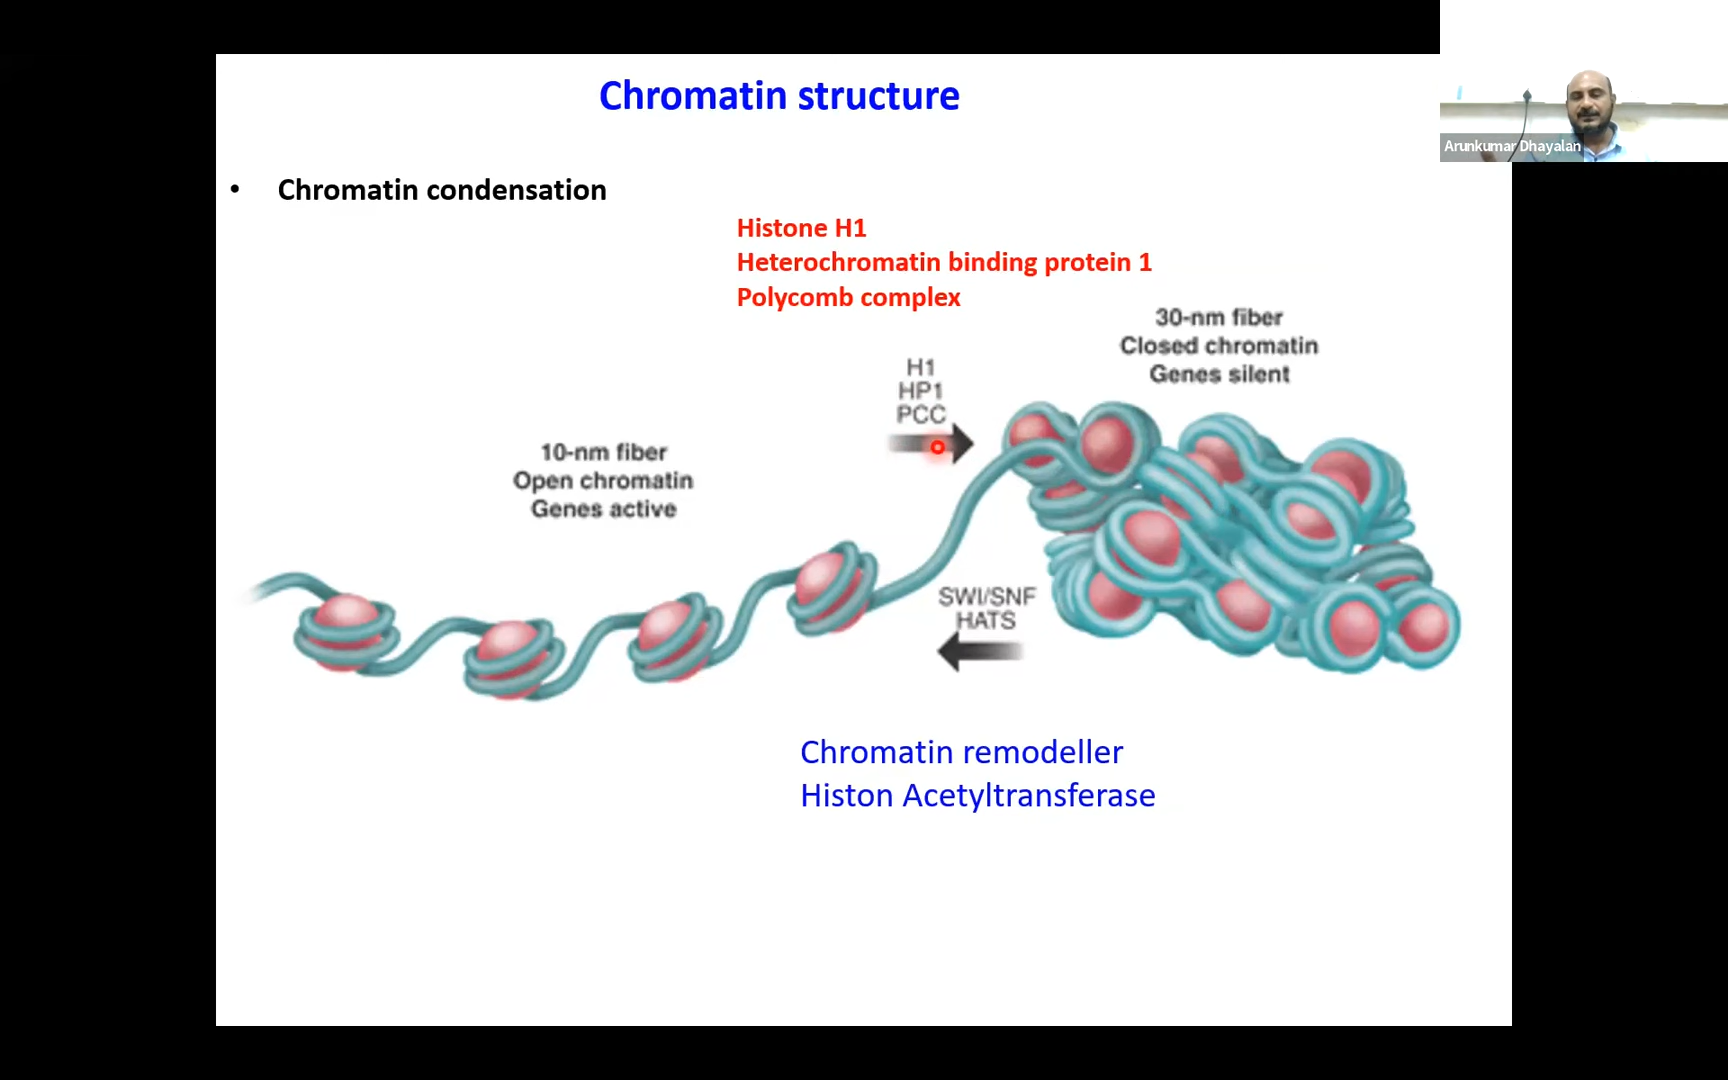 Chromatin structure
Arunkumar Dhayalan
• Chromatin condensation
Histone H1
Heterochromatin binding protein 1
Polycomb complex
30-nm fiber
Closed chromatin
Genes silent
H1
HP1
PCC
10-nm fiber
Open chromatin
Genes active
SWI/SNF
HATS
Chromatin remodeller
Histon Acetyltransferase